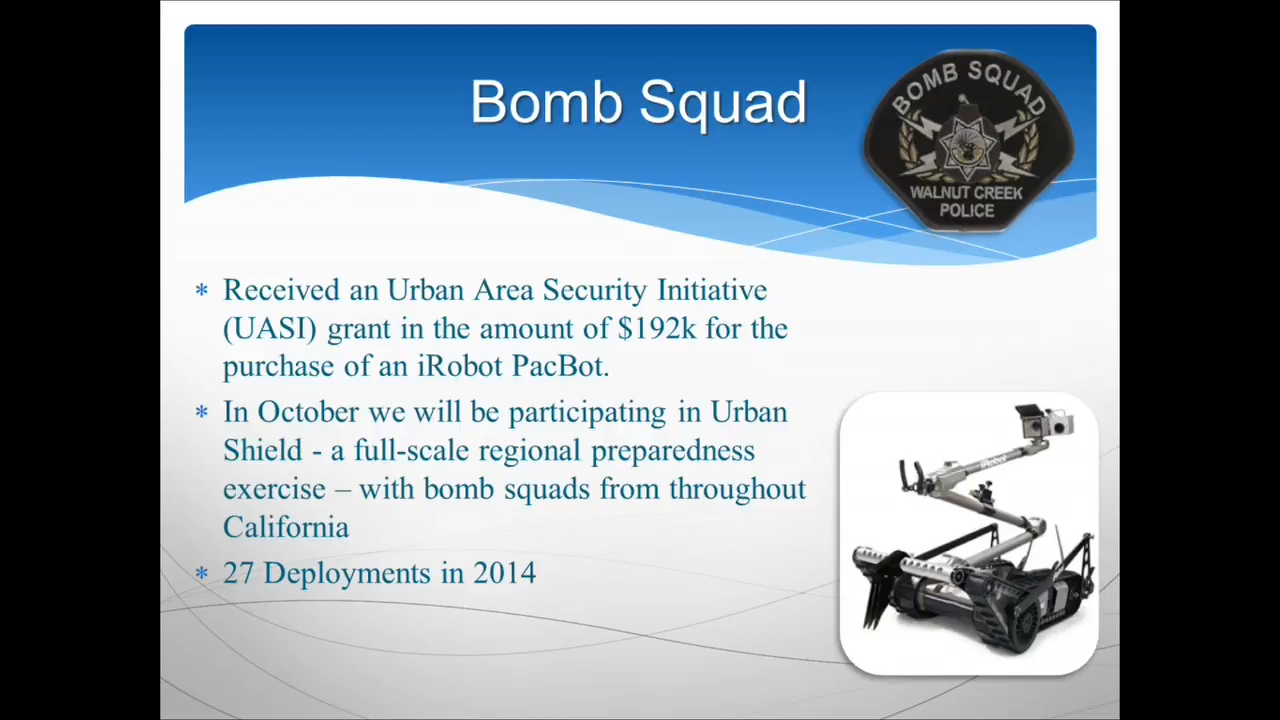 Bomb Squad
BOMB SQUAD
WALNUT CREEK
POLICE
* Received an Urban Area Security Initiative
(UASI) grant in the amount of $192k for the
purchase of an iRobot PacBot.
* In October we will be participating in Urban
Shield - a full-scale regional preparedness
exercise – with bomb squads from throughout
California
* 27 Deployments in 2014
iRobot